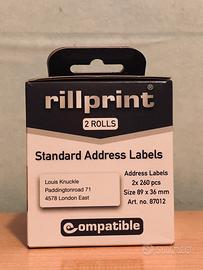 rillprint
2 ROLLS
Standard Address Labels
Louis Knuckle
Paddingtonroad 71
4578 London East
Address Labels
2x 260 pcs
Size 89 x 36 mm
Art. no. 87012
compatible
subito